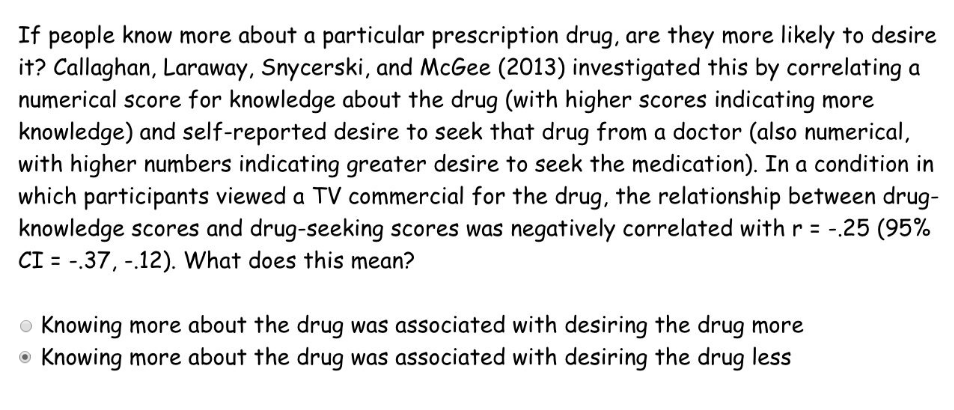 If people know more about a particular prescription drug, are they more likely to desire
it? Callaghan, Laraway, Snycerski, and McGee (2013) investigated this by correlating a
numerical score for knowledge about the drug (with higher scores indicating more
knowledge) and self-reported desire to seek that drug from a doctor (also numerical,
with higher numbers indicating greater desire to seek the medication). In a condition in
which participants viewed a TV commercial for the drug, the relationship between drug-
knowledge scores and drug-seeking scores was negatively correlated with r = -.25 (95%
CI = -.37, -.12). What does this mean?
Knowing more about the drug was associated with desiring the drug more
Knowing more about the drug was associated with desiring the drug less